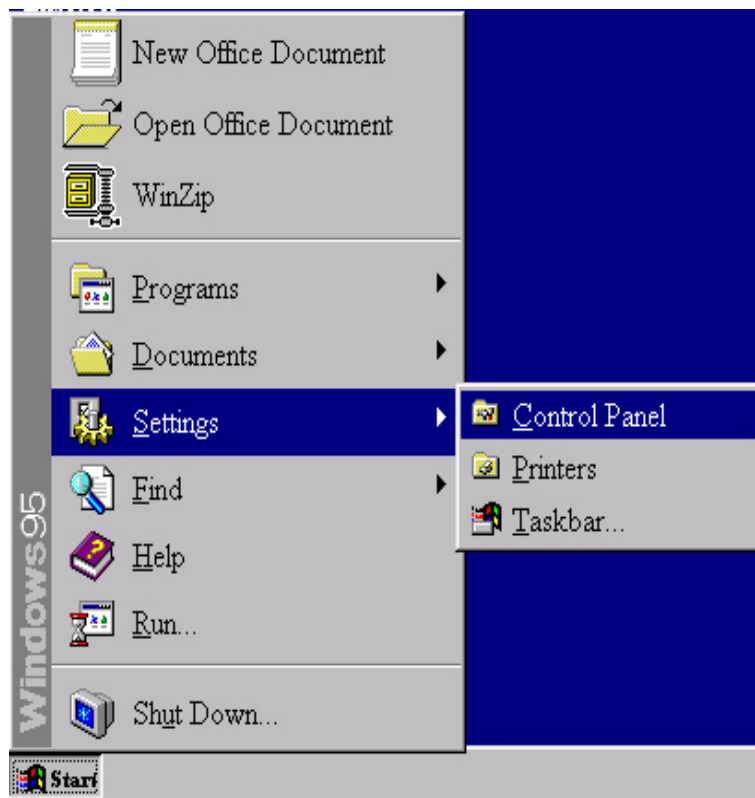 New Office Document
Open Office Document
WinZip
Programs
Documents
Settings
Find
Help
Run...
Shut Down...
Control Panel
Printers
Taskbar...
Windows95
Start